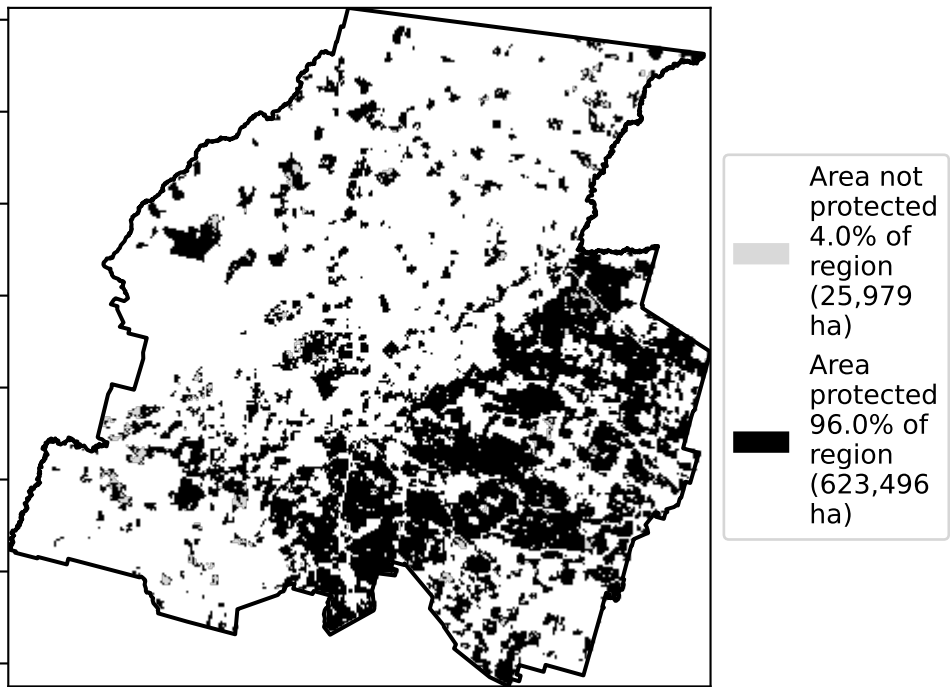 Area not
protected
4.0% of
region
(25,979
ha)
Area
protected
96.0% of
region
(623,496
ha)